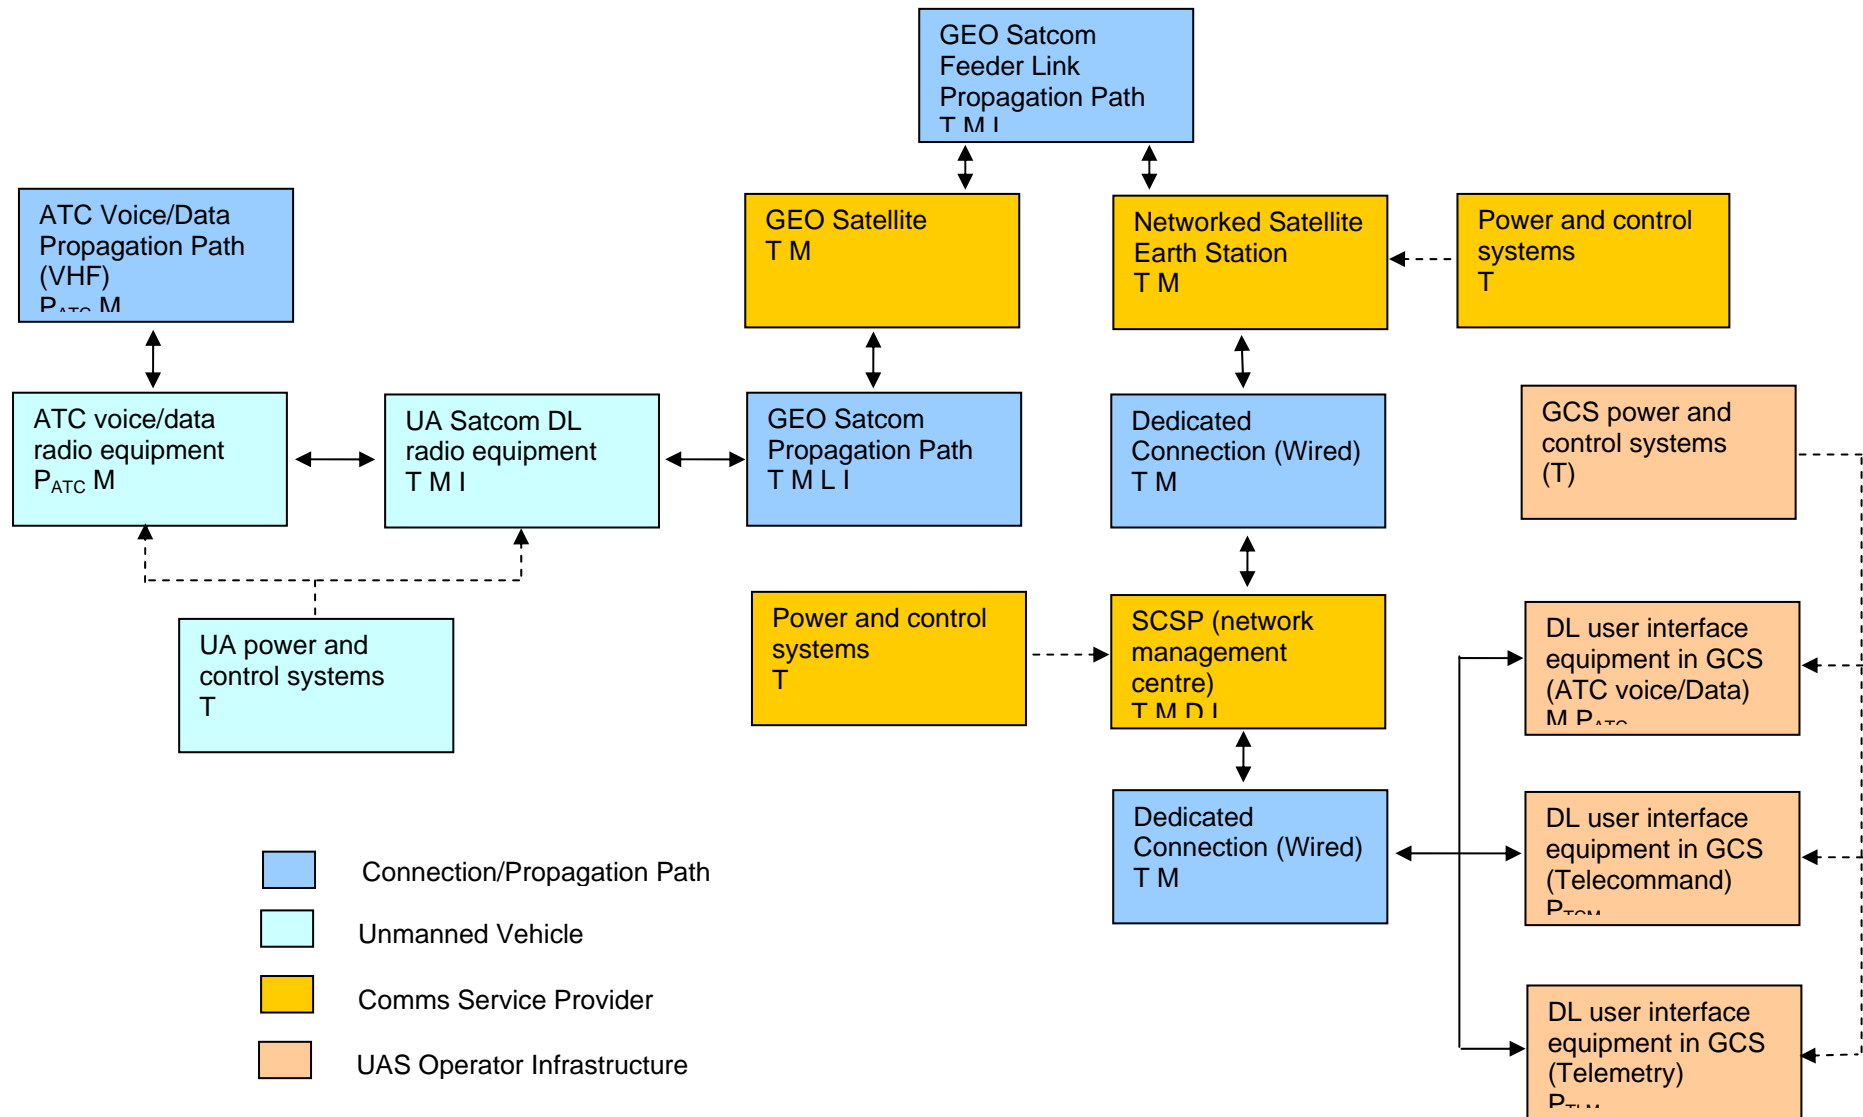 GEO Satcom
Feeder Link
Propagation Path
T M I
ATC Voice/Data
Propagation Path
(VHF)
PATC M
GEO Satellite
T M
Networked Satellite
Earth Station
T M
Power and control
systems
T
ATC voice/data
radio equipment
PATC M
UA Satcom DL
radio equipment
T M I
GEO Satcom
Propagation Path
T M L I
Dedicated
Connection (Wired)
T M
GCS power and
control systems
(T)
UA power and
control systems
T
Power and control
systems
T
SCSP (network
management
centre)
T M D I
DL user interface
equipment in GCS
(ATC voice/Data)
M PATC
Dedicated
Connection (Wired)
T M
DL user interface
equipment in GCS
(Telecommand)
PTCM
DL user interface
equipment in GCS
(Telemetry)
PTLM
Connection/Propagation Path
Unmanned Vehicle
Comms Service Provider
UAS Operator Infrastructure